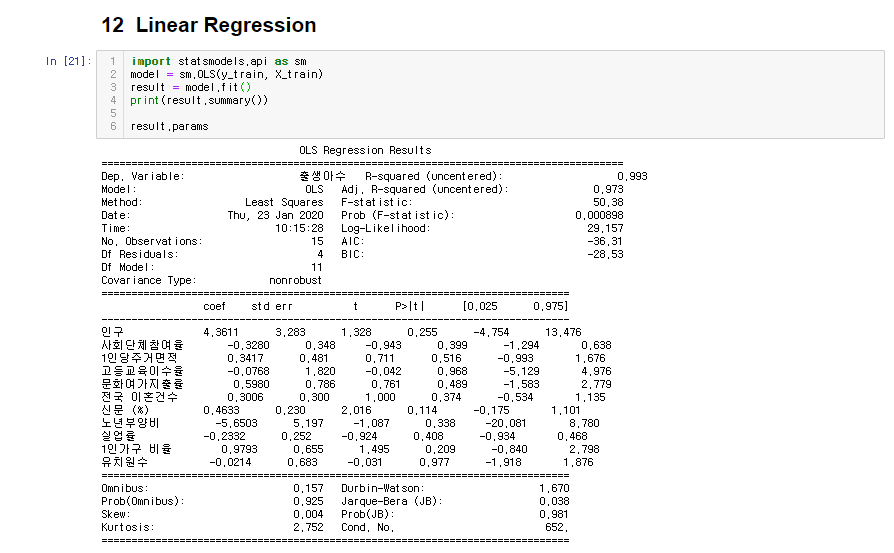 12 Linear Regression
In [21]:
1 import statsmodels.api as sm
2 model = sm.OLS(y_train, X_train)
3 result = model.fit()
4 print(result.summary())
5
6 result.params
OLS Regression Results
==============================================================================
Dep. Variable: 출생아수 R-squared (uncentered): 0.993
Model: OLS Adj. R-squared (uncentered): 0.973
Method: Least Squares F-statistic: 50.38
Date: Thu, 23 Jan 2020 Prob (F-statistic): 0.000898
Time: 10:15:28 Log-Likelihood: 29.157
No. Observations: 15 AIC: -36.31
Df Residuals: 4 BIC: -28.53
Df Model: 11
Covariance Type: nonrobust
==============================================================================
coef std err t P>|t| [0.025 0.975]
------------------------------------------------------------------------------
인구 4.3611 3.283 1.328 0.255 -4.754 13.476
사회단체참여율 -0.3280 0.348 -0.943 0.399 -1.294 0.638
1인당주거면적 0.3417 0.481 0.711 0.516 -0.993 1.676
고등교육이수율 -0.0768 1.820 -0.042 0.968 -5.129 4.976
문화여가지출율 0.5980 0.786 0.761 0.489 -1.583 2.779
전국 이혼건수 0.3006 0.300 1.000 0.374 -0.534 1.135
신문 (%) 0.4633 0.230 2.016 0.114 -0.175 1.101
노년부양비 -5.6503 5.197 -1.087 0.338 -20.081 8.780
실업율 -0.2332 0.252 -0.924 0.408 -0.934 0.468
1인가구 비율 0.9793 0.655 1.495 0.209 -0.840 2.798
유치원수 -0.0214 0.683 -0.031 0.977 -1.918 1.876
==============================================================================
Omnibus: 0.157 Durbin-Watson: 1.670
Prob(Omnibus): 0.925 Jarque-Bera (JB): 0.038
Skew: 0.004 Prob(JB): 0.981
Kurtosis: 2.752 Cond. No. 652.
==============================================================================